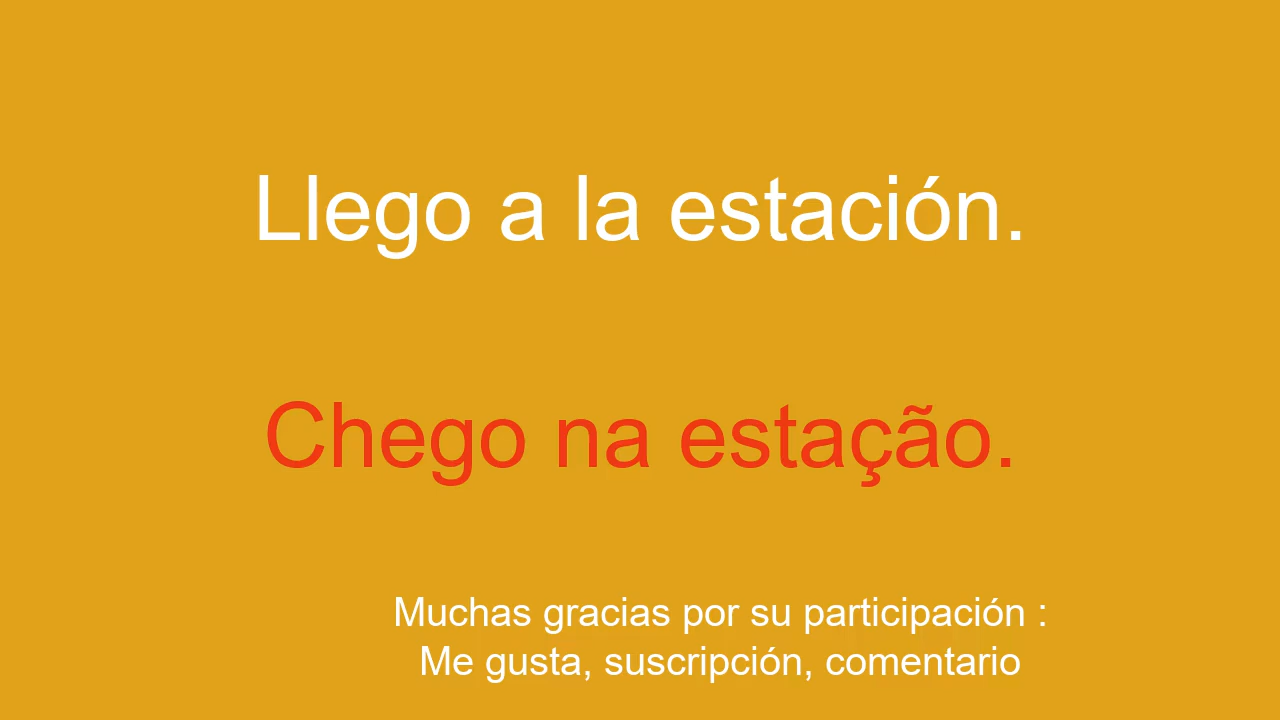 Llego a la estación.
Chego na estação.
Muchas gracias por su participación :
Me gusta, suscripción, comentario